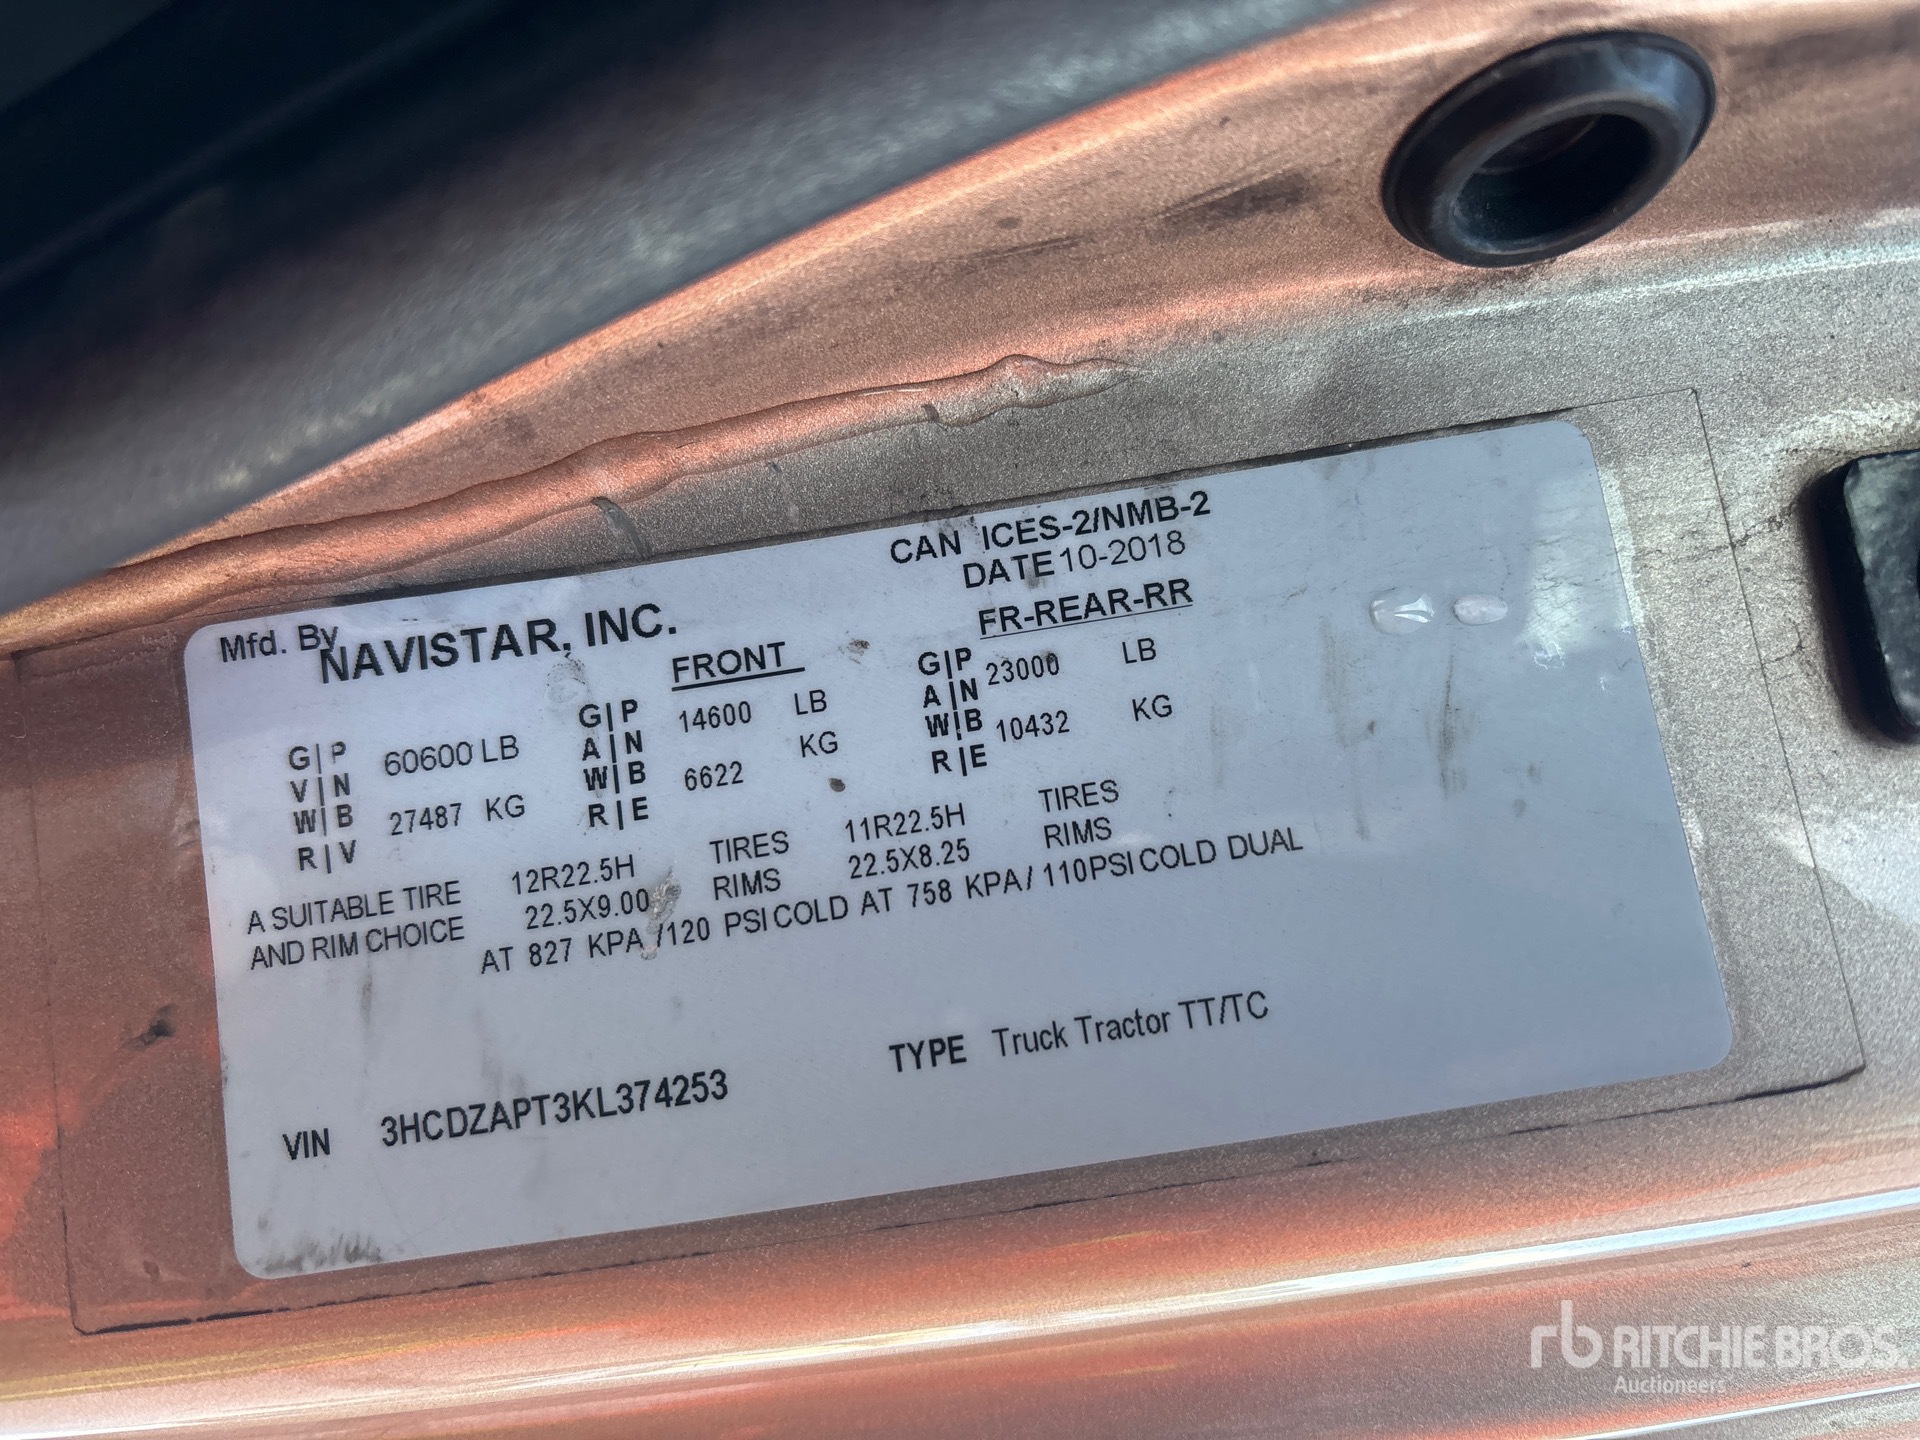 CAN ICES-2/NMB-2
DATE 10-2018
Mfd. By NAVISTAR, INC.
FRONT
FR-REAR-RR
G|P 60600 LB
V|N
W|B 27487 KG
R|V
G|P 14600 LB
A|N
W|B 6622 KG
R|E
G|P 23000 LB
A|N
W|B 10432 KG
R|E
A SUITABLE TIRE 12R22.5H TIRES 11R22.5H TIRES
AND RIM CHOICE 22.5X9.00 RIMS 22.5X8.25 RIMS
AT 827 KPA /120 PSI COLD AT 758 KPA/ 110PSI COLD DUAL
VIN 3HCDZAPT3KL374253 TYPE Truck Tractor TT/TC
rb RITCHIE BROS.
Auctioneers